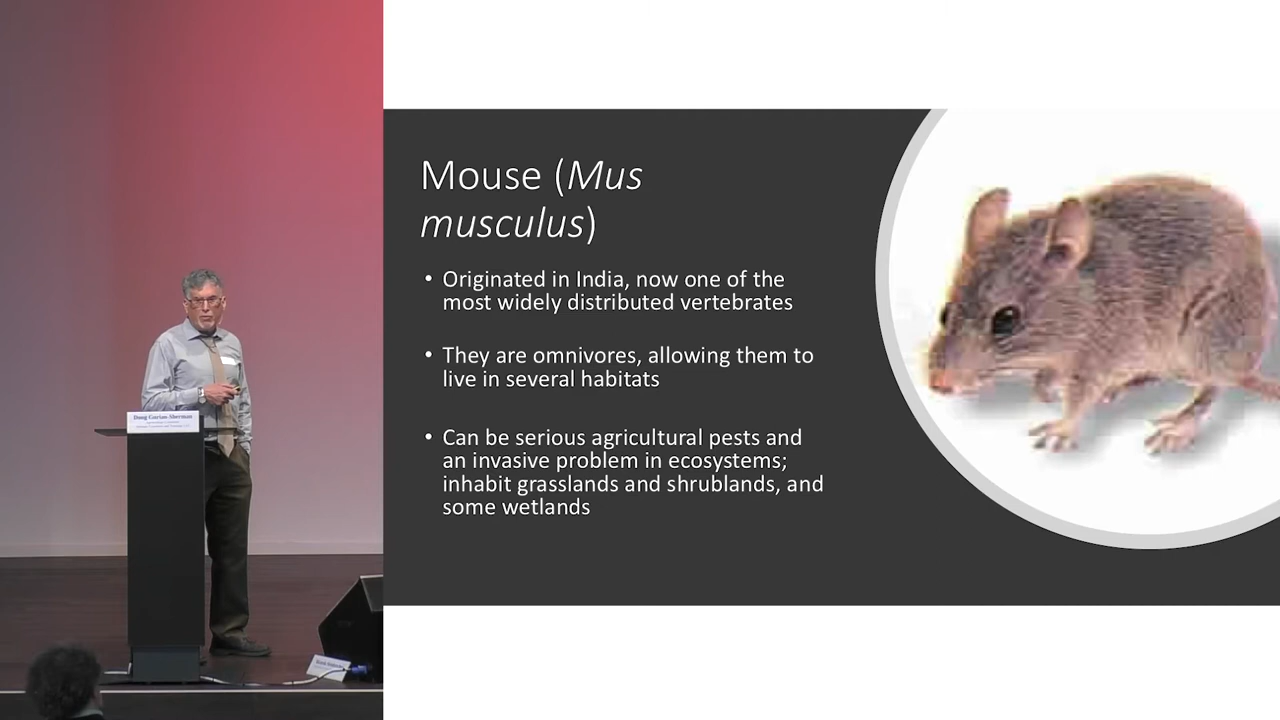 Mouse (Mus
musculus)
• Originated in India, now one of the
most widely distributed vertebrates
• They are omnivores, allowing them to
live in several habitats
• Can be serious agricultural pests and
an invasive problem in ecosystems;
inhabit grasslands and shrublands, and
some wetlands